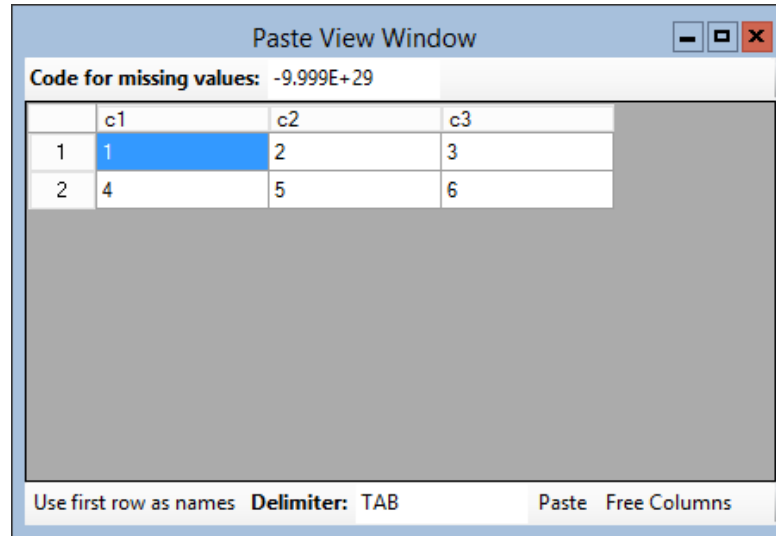 Paste View Window
Code for missing values: -9.999E+29
c1 c2 c3
1 1 2 3
2 4 5 6
Use first row as names Delimiter: TAB Paste Free Columns